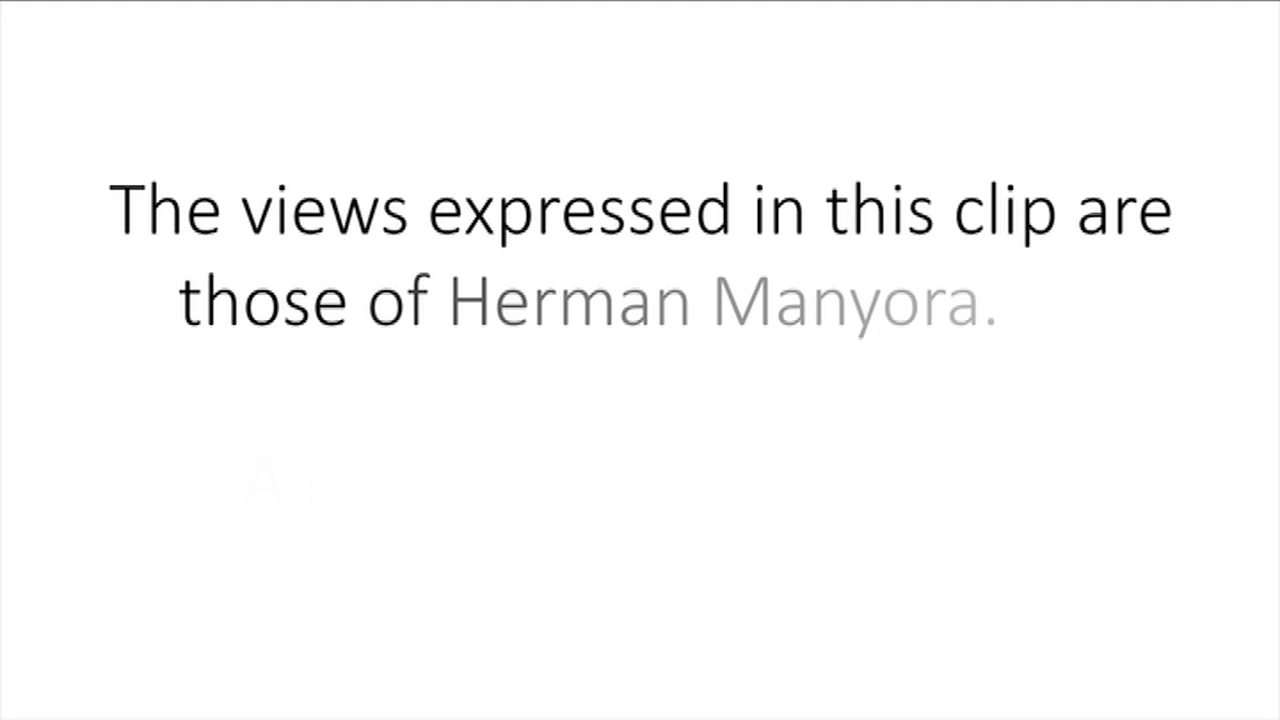 The views expressed in this clip are
those of Herman Manyora.